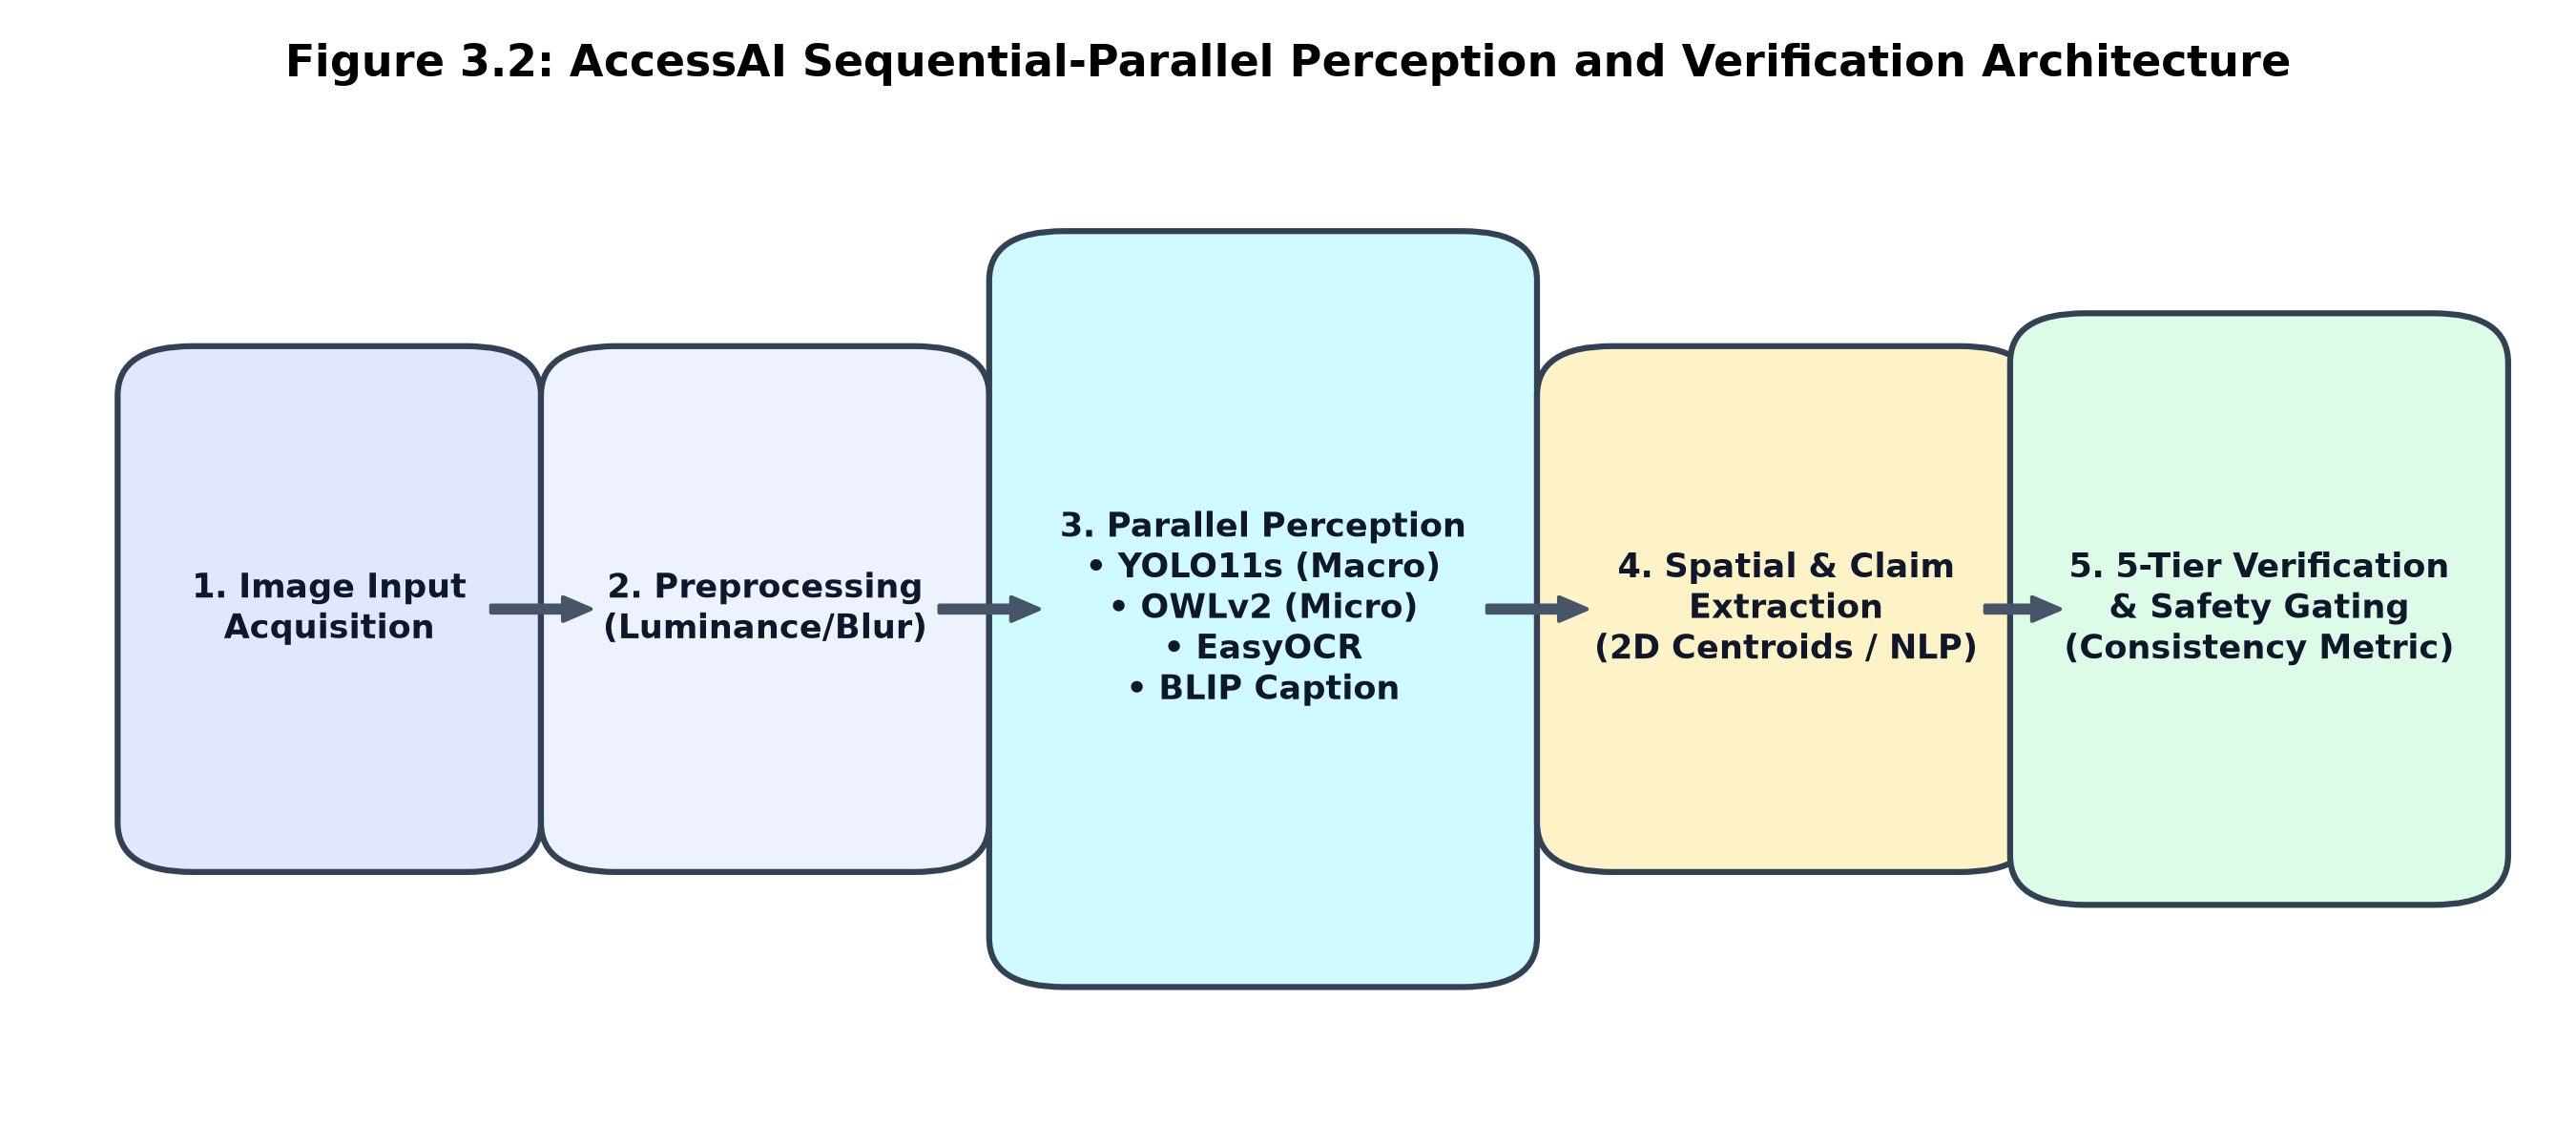 Figure 3.2: AccessAI Sequential-Parallel Perception and Verification Architecture
1. Image Input
Acquisition
2. Preprocessing
(Luminance/Blur)
3. Parallel Perception
• YOLO11s (Macro)
• OWLv2 (Micro)
• EasyOCR
• BLIP Caption
4. Spatial & Claim
Extraction
(2D Centroids / NLP)
5. 5-Tier Verification
& Safety Gating
(Consistency Metric)